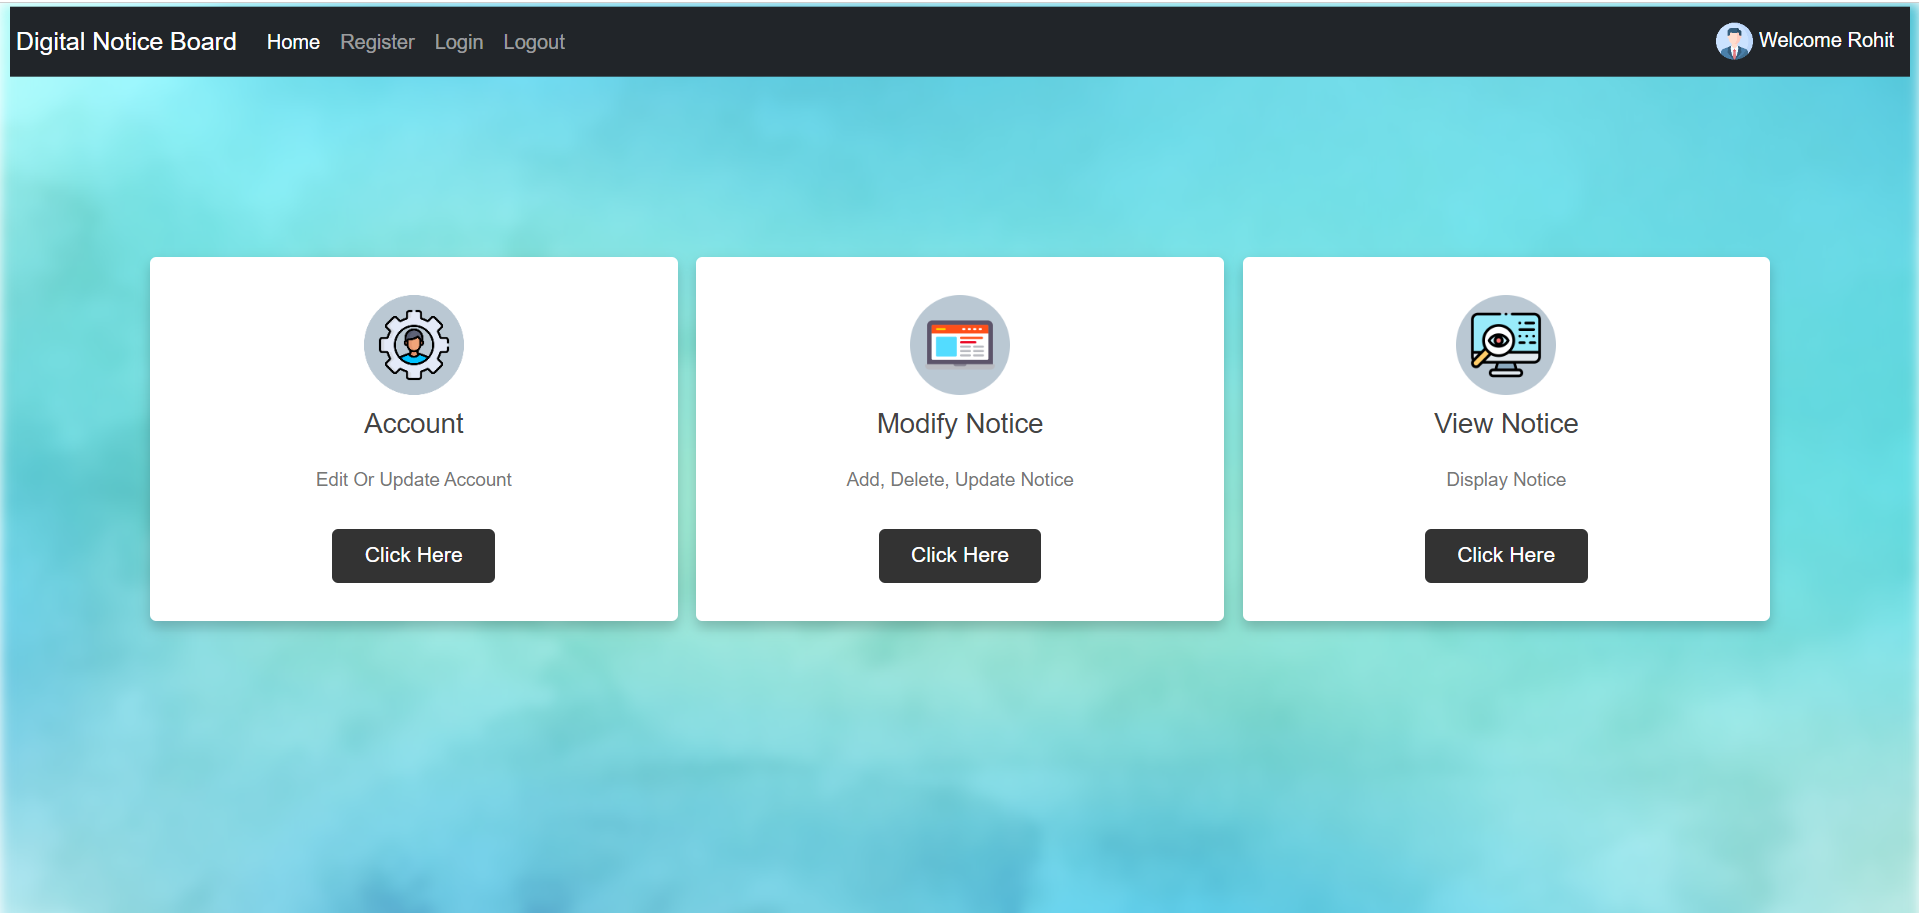 Digital Notice Board Home Register Login Logout Welcome Rohit
Account
Edit Or Update Account
Click Here
Modify Notice
Add, Delete, Update Notice
Click Here
View Notice
Display Notice
Click Here